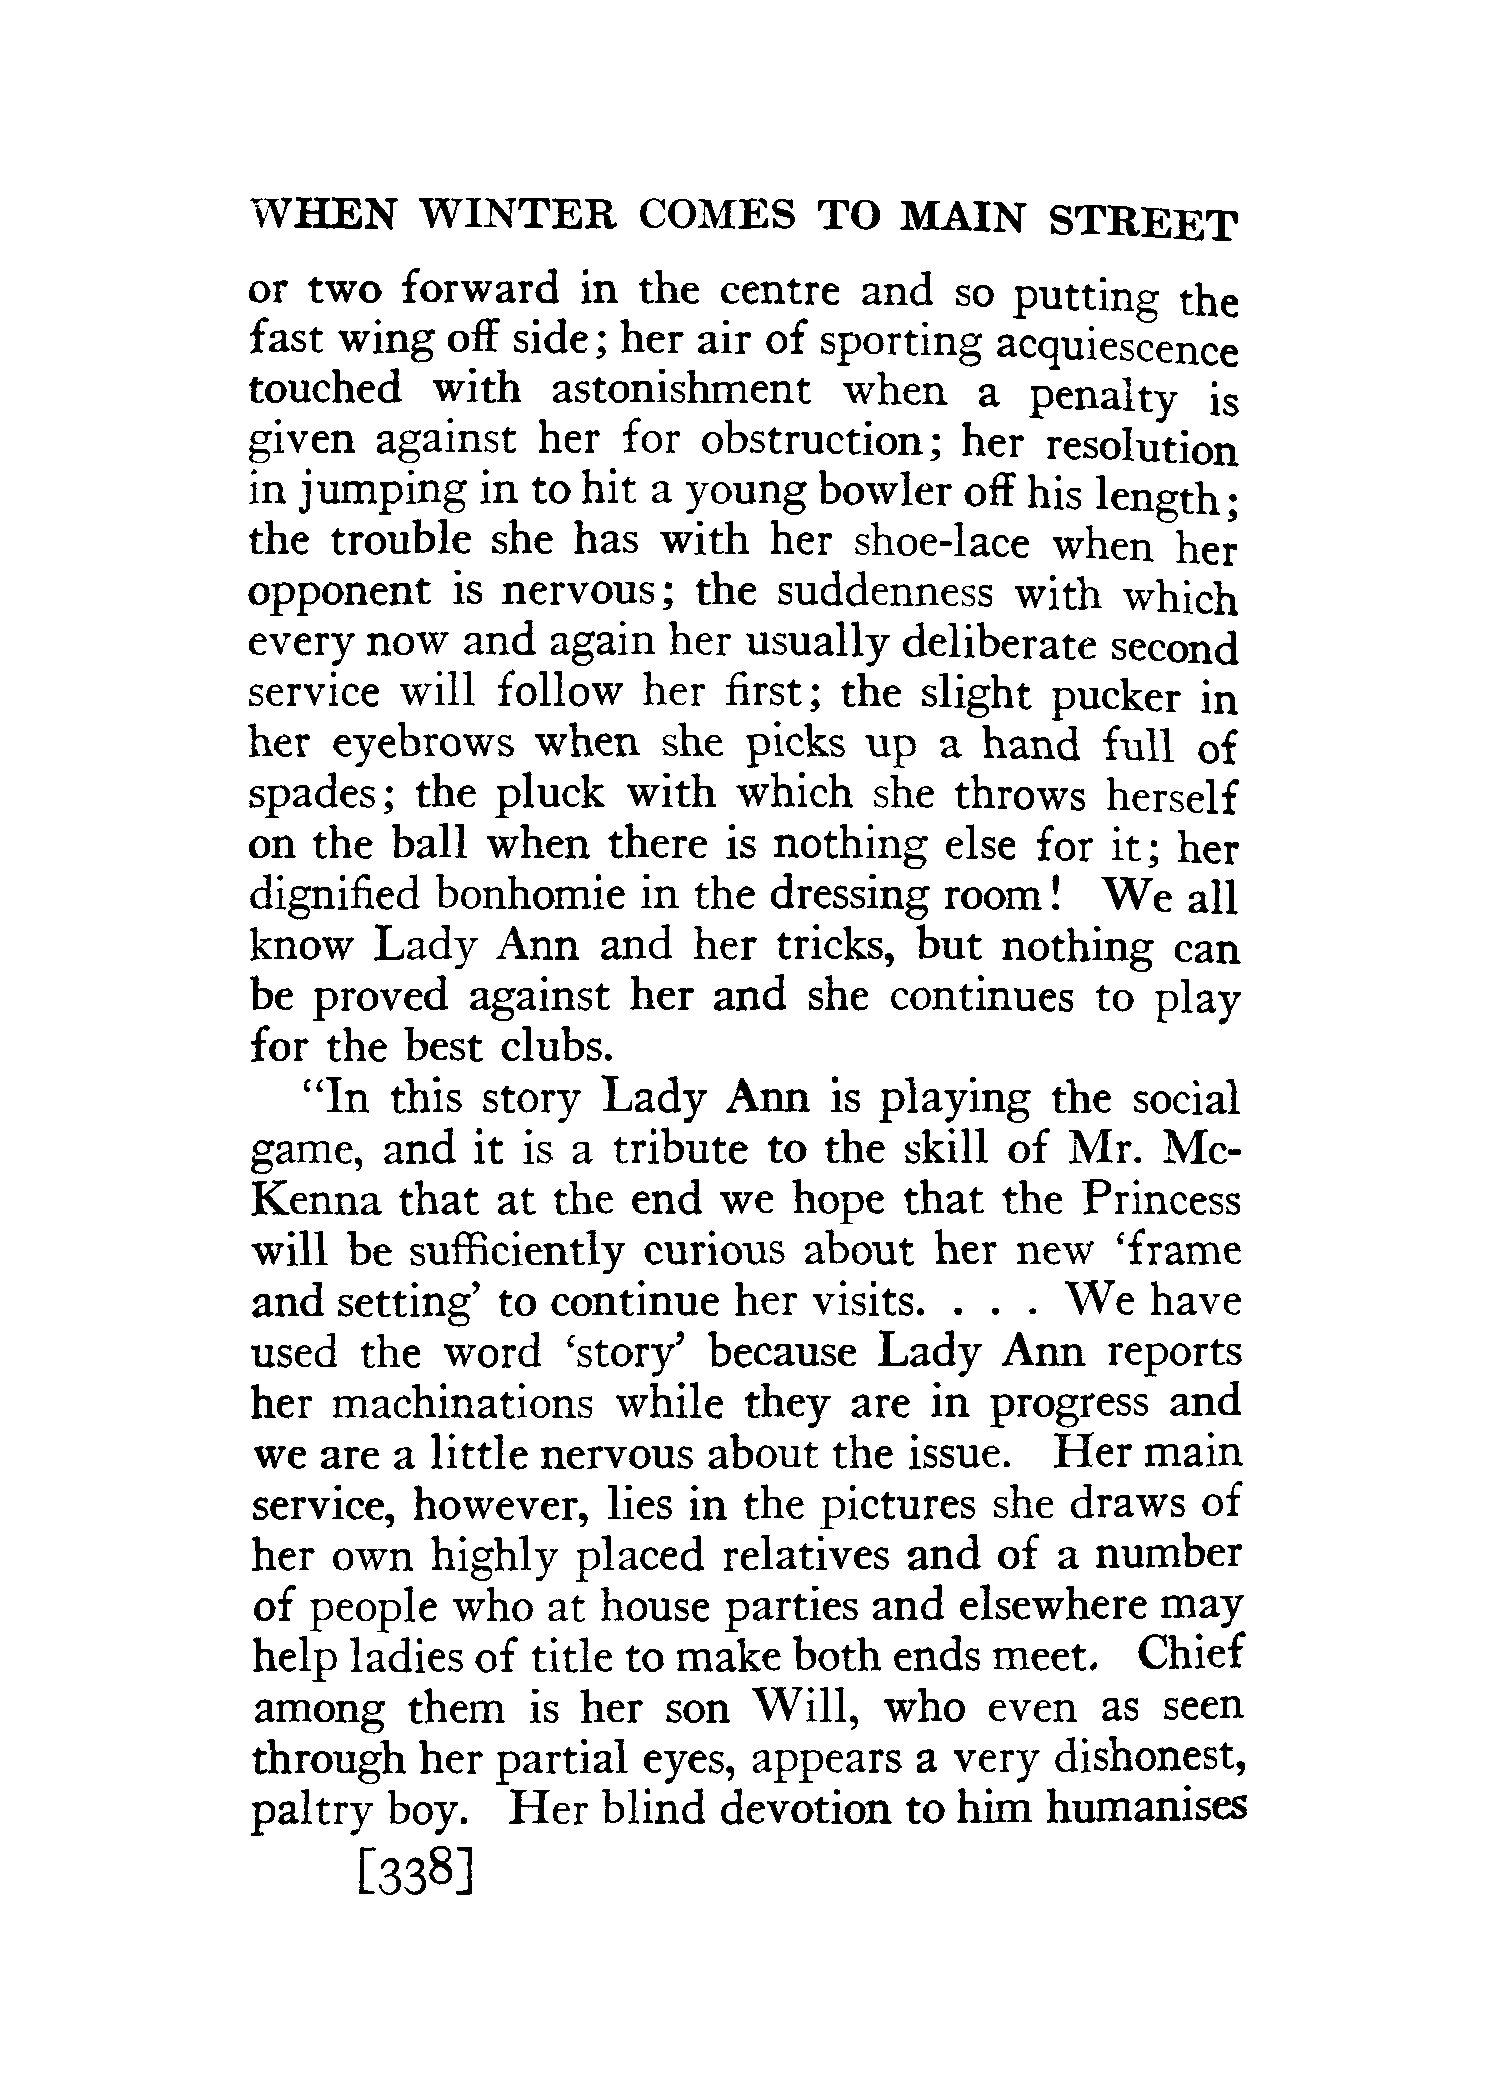 WHEN WINTER COMES TO MAIN STREET
or two forward in the centre and so putting the
fast wing off side; her air of sporting acquiescence
touched with astonishment when a penalty is
given against her for obstruction; her resolution
in jumping in to hit a young bowler off his length;
the trouble she has with her shoe-lace when her
opponent is nervous; the suddenness with which
every now and again her usually deliberate second
service will follow her first; the slight pucker in
her eyebrows when she picks up a hand full of
spades; the pluck with which she throws herself
on the ball when there is nothing else for it; her
dignified bonhomie in the dressing room! We all
know Lady Ann and her tricks, but nothing can
be proved against her and she continues to play
for the best clubs.
“In this story Lady Ann is playing the social
game, and it is a tribute to the skill of Mr. Mc-
Kenna that at the end we hope that the Princess
will be sufficiently curious about her new ‘frame
and setting’ to continue her visits. . . . We have
used the word ‘story’ because Lady Ann reports
her machinations while they are in progress and
we are a little nervous about the issue. Her main
service, however, lies in the pictures she draws of
her own highly placed relatives and of a number
of people who at house parties and elsewhere may
help ladies of title to make both ends meet. Chief
among them is her son Will, who even as seen
through her partial eyes, appears a very dishonest,
paltry boy. Her blind devotion to him humanises
[338]